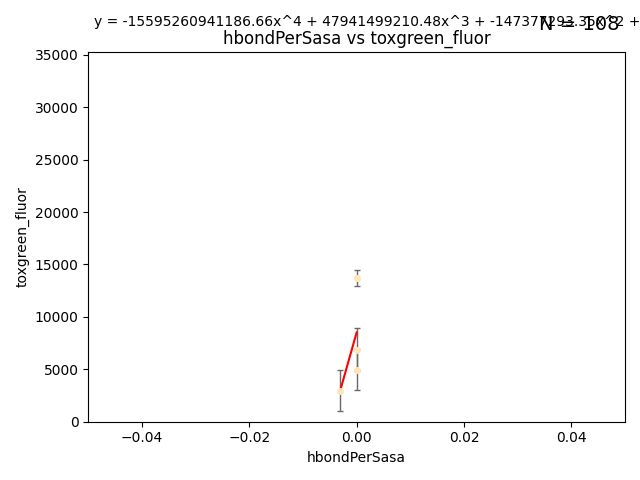 y = -15595260941186.66x^4 + 47941499210.48x^3 + x^2 +
N = 108
hbondPerSasa vs toxgreen_fluor
35000
30000
25000
20000
15000
10000
5000
0
toxgreen_fluor
-0.04 -0.02 0.00 0.02 0.04
hbondPerSasa